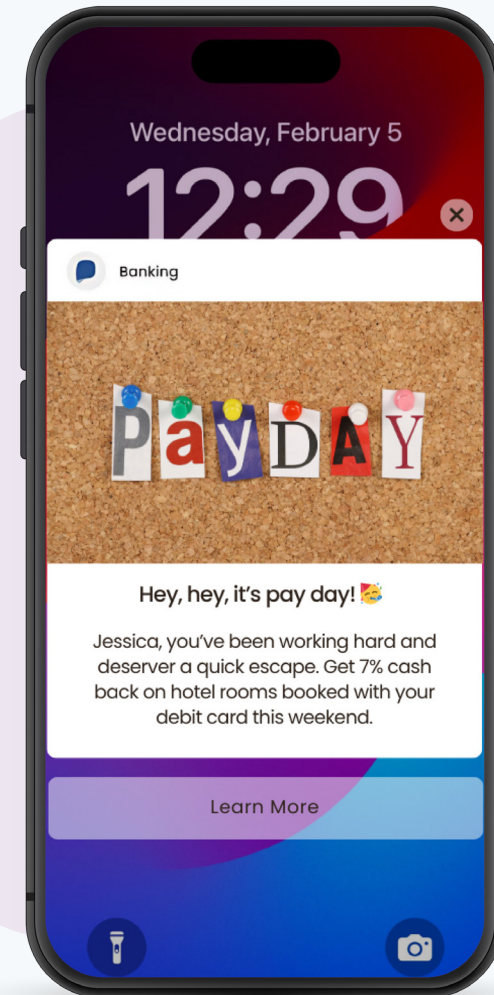 Wednesday, February 5
12:29
Banking
PayDAY
Hey, hey, it's pay day! 🥳
Jessica, you've been working hard and
deserver a quick escape. Get 7% cash
back on hotel rooms booked with your
debit card this weekend.
Learn More